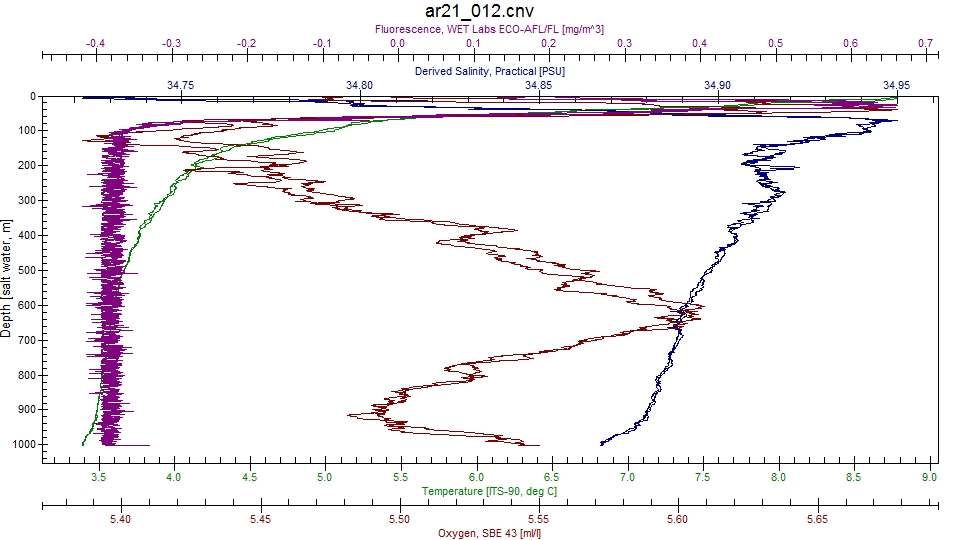 ar21_012.cnv
Fluorescence, WET Labs ECO-AFL/FL [mg/m^3]
-0.4 -0.3 -0.2 -0.1 0.0 0.1 0.2 0.3 0.4 0.5 0.6 0.7
Derived Salinity, Practical [PSU]
34.75 34.80 34.85 34.90 34.95
0
100
200
300
400
500
600
700
800
900
1000
Depth [salt water, m]
3.5 4.0 4.5 5.0 5.5 6.0 6.5 7.0 7.5 8.0 8.5 9.0
Temperature [ITS-90, deg C]
5.40 5.45 5.50 5.55 5.60 5.65
Oxygen, SBE 43 [ml/l]